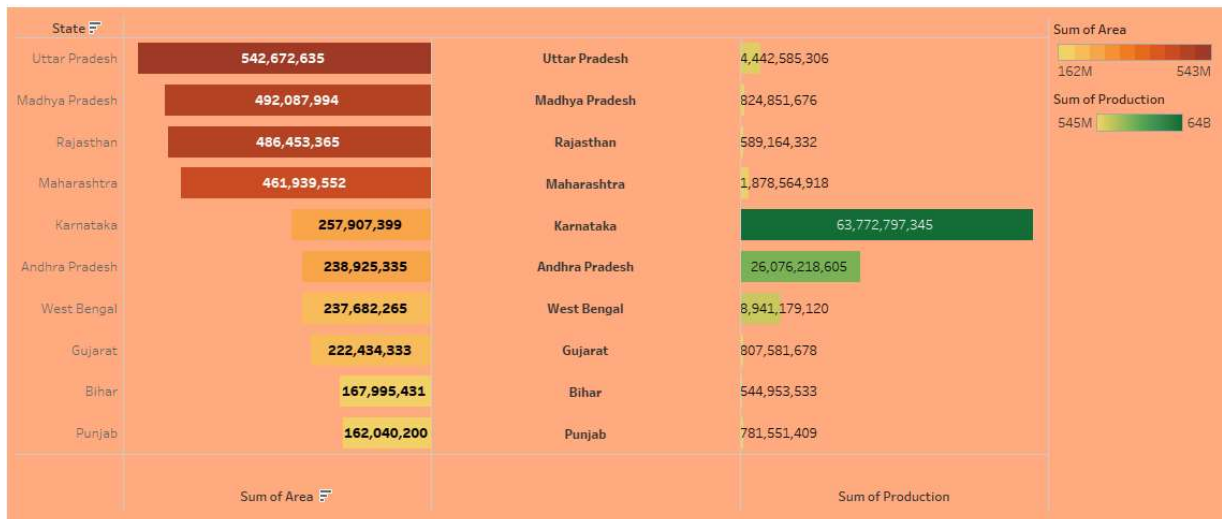 State
Sum of Area
Uttar Pradesh 542,672,635 Uttar Pradesh 4,442,585,306
162M 543M
Madhya Pradesh 492,087,994 Madhya Pradesh 824,851,676
Sum of Production
545M 64B
Rajasthan 486,453,365 Rajasthan 589,164,332
Maharashtra 461,939,552 Maharashtra 1,878,564,918
Karnataka 257,907,399 Karnataka 63,772,797,345
Andhra Pradesh 238,925,335 Andhra Pradesh 26,076,218,605
West Bengal 237,682,265 West Bengal 8,941,179,120
Gujarat 222,434,333 Gujarat 807,581,678
Bihar 167,995,431 Bihar 544,953,533
Punjab 162,040,200 Punjab 781,551,409
Sum of Area Sum of Production